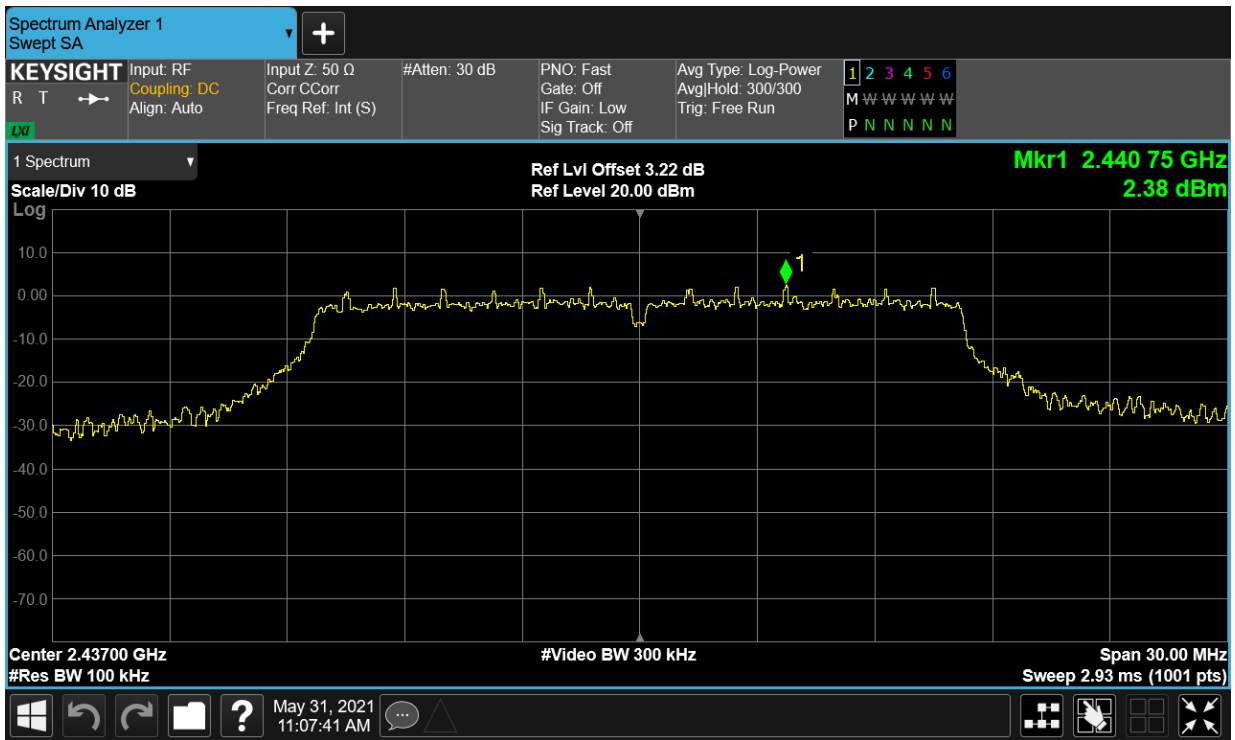 Spectrum Analyzer 1
Swept SA
KEYSIGHT
R T
LXI
Input: RF
Coupling: DC
Align: Auto
Input Z: 50 Ω
Corr CCorr
Freq Ref: Int (S)
#Atten: 30 dB
PNO: Fast
Gate: Off
IF Gain: Low
Sig Track: Off
Avg Type: Log-Power
Avg|Hold: 300/300
Trig: Free Run
1 2 3 4 5 6
M W W W W W
P N N N N N
1 Spectrum
Scale/Div 10 dB
Log
Ref Lvl Offset 3.22 dB
Ref Level 20.00 dBm
Mkr1 2.440 75 GHz
2.38 dBm
1
10.0
0.00
-10.0
-20.0
-30.0
-40.0
-50.0
-60.0
-70.0
Center 2.43700 GHz
#Res BW 100 kHz
#Video BW 300 kHz
Span 30.00 MHz
Sweep 2.93 ms (1001 pts)
?
May 31, 2021
11:07:41 AM